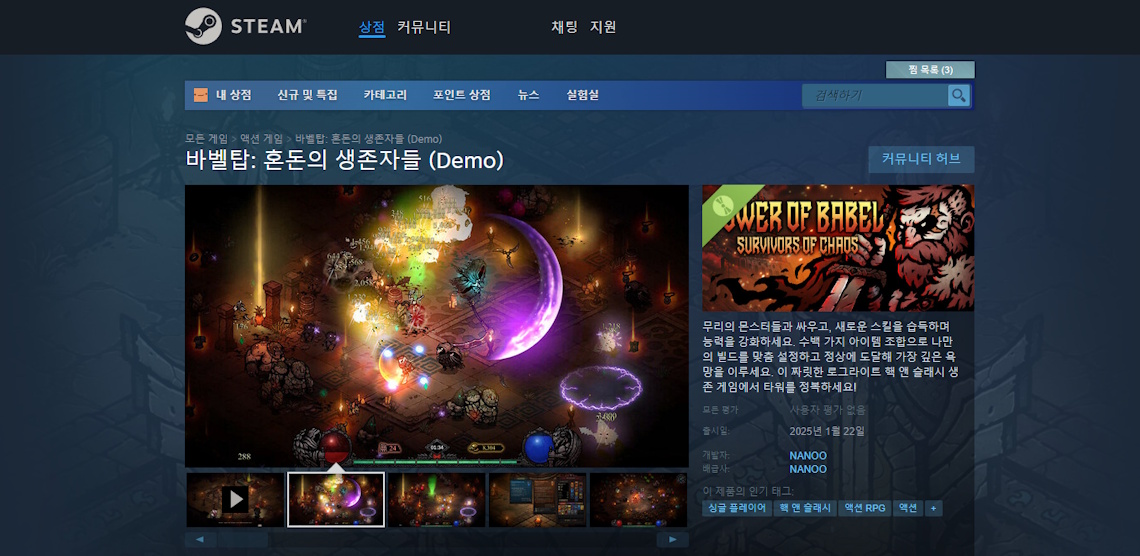 STEAM
상점 커뮤니티 채팅 지원
찜 목록 (3)
내 상점 신규 및 특집 카테고리 포인트 상점 뉴스 실험실
검색하기
모든 게임 > 액션 게임 > 바벨탑: 혼돈의 생존자들 (Demo)
바벨탑: 혼돈의 생존자들 (Demo)
커뮤니티 허브
OWER OF BABEL
SURVIVORS OF CHAOS
무리의 몬스터들과 싸우고, 새로운 스킬을 습득하며
능력을 강화하세요. 수백 가지 아이템 조합으로 나만
의 빌드를 맞춤 설정하고 정상에 도달해 가장 깊은 욕
망을 이루세요. 이 짜릿한 로그라이트 핵 앤 슬래시 생
존 게임에서 타워를 정복하세요!
모든 평가 사용자 평가 없음
출시일: 2025년 1월 22일
개발자: NANOO
배급사: NANOO
이 제품의 인기 태그:
싱글 플레이어 핵 앤 슬래시 액션 RPG 액션 +
2,058
288
24
01:34